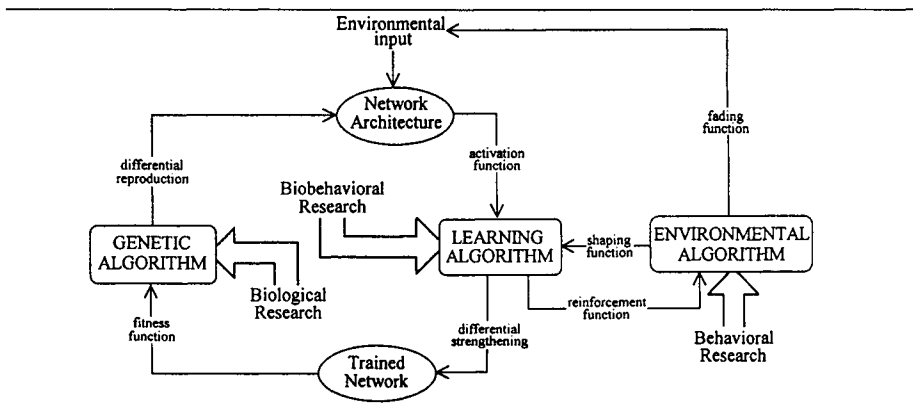 Environmental
input
Network
Architecture
fading
function
differential
reproduction
activation
function
Biobehavioral
Research
GENETIC
ALGORITHM
LEARNING
ALGORITHM
shaping
function
ENVIRONMENTAL
ALGORITHM
Biological
Research
reinforcement
function
fitness
function
differential
strengthening
Behavioral
Research
Trained
Network